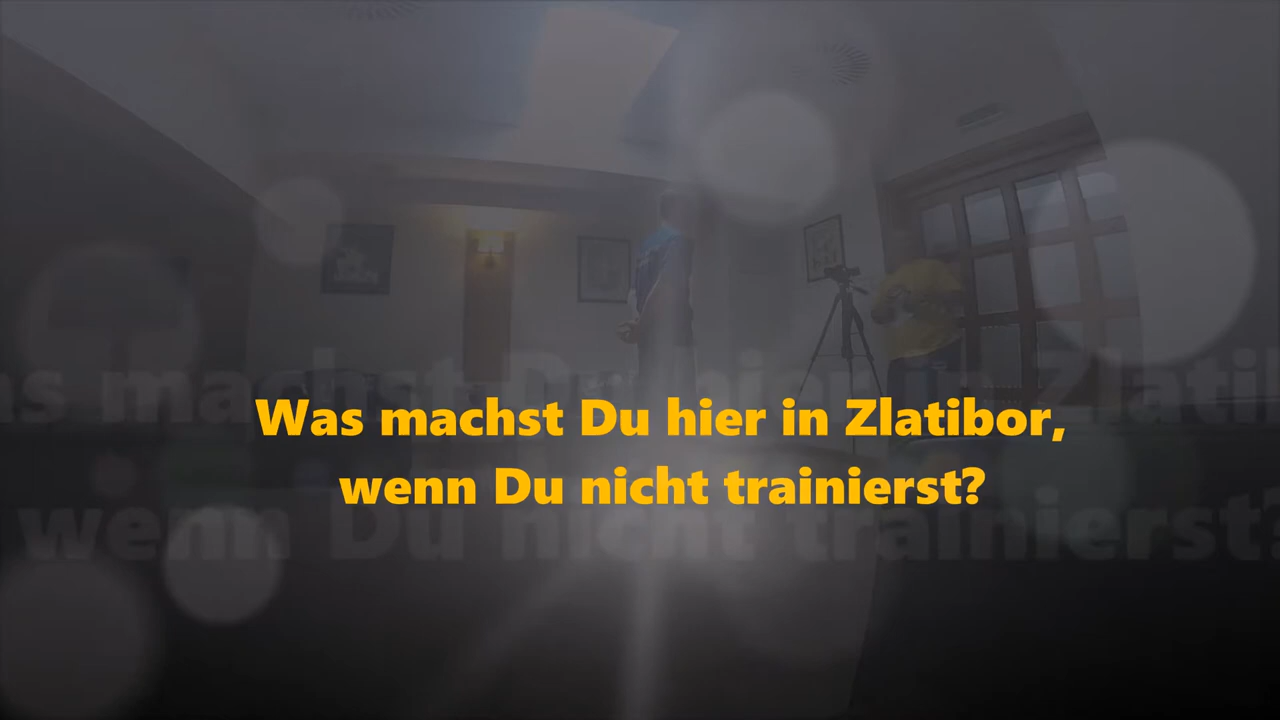 Was machst Du hier in Zlatibor,
wenn Du nicht trainierst?